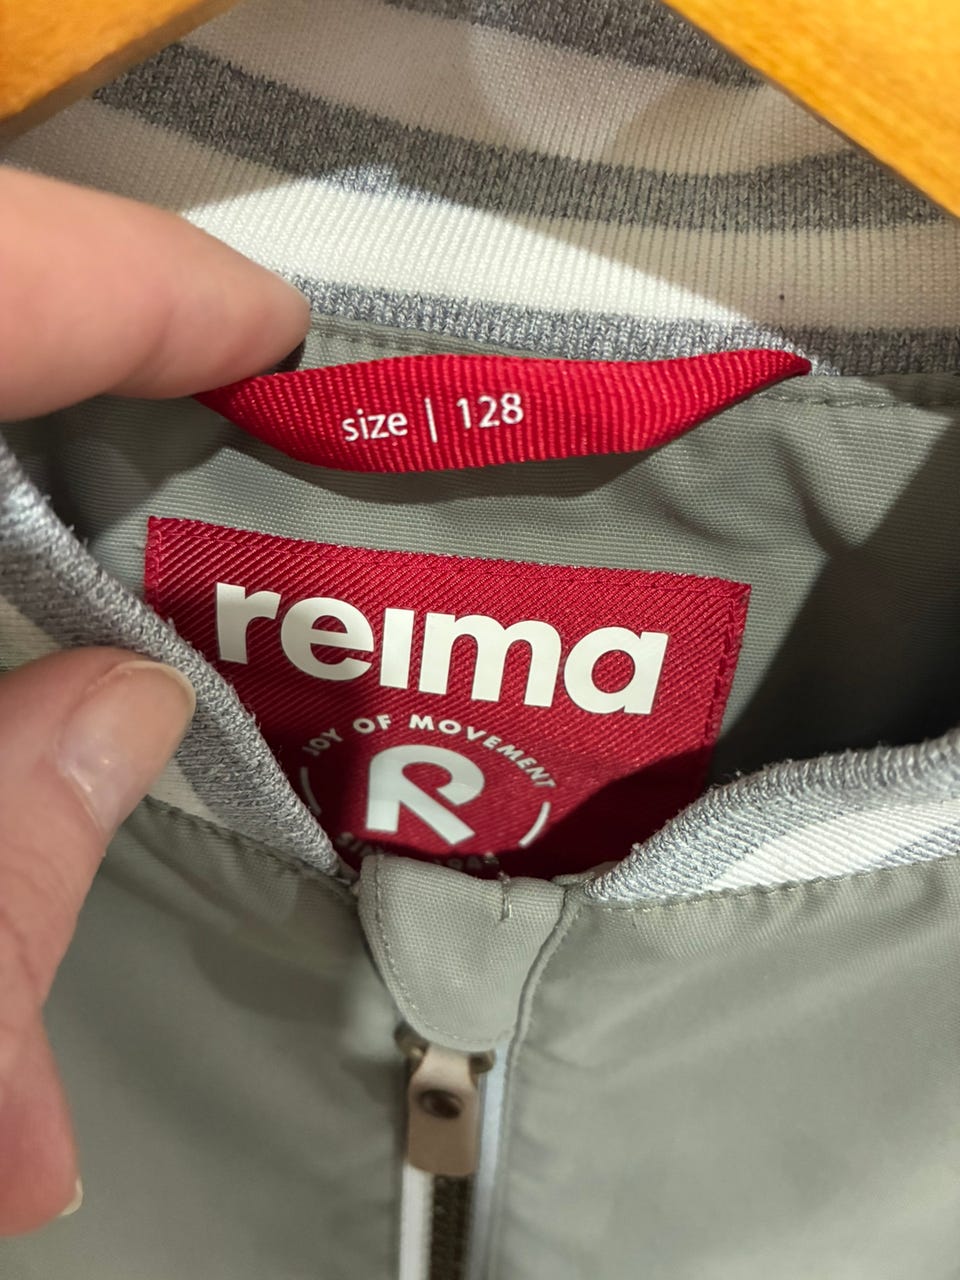 size | 128
reima
JOY OF MOVEMENT
R